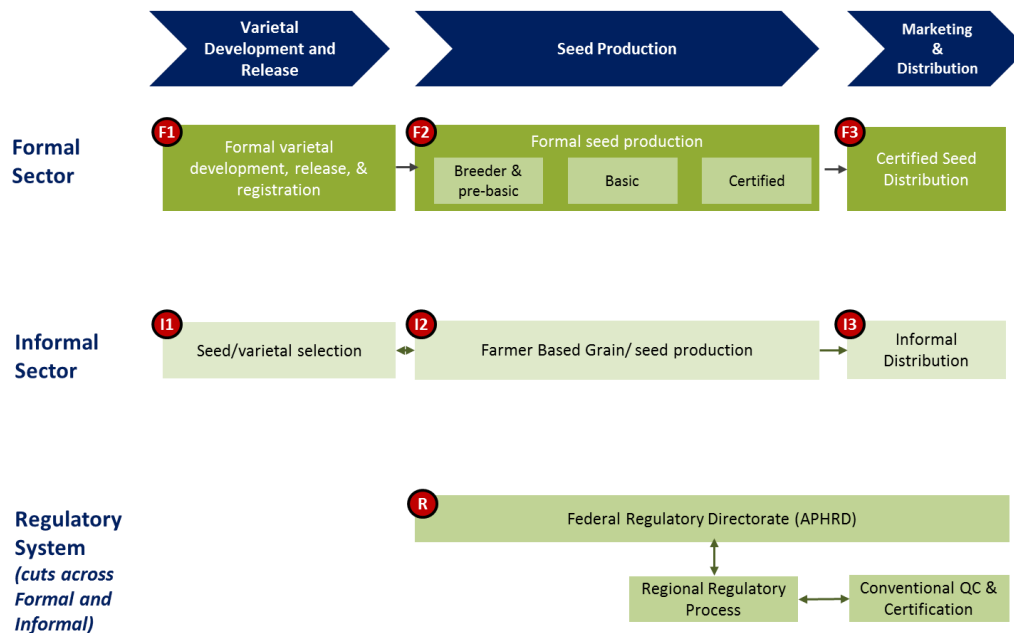 Varietal
Development and
Release
Seed Production
Marketing
&
Distribution
Formal
Sector
F1
Formal varietal
development, release, &
registration
F2
Formal seed production
Breeder &
pre-basic
Basic
Certified
F3
Certified Seed
Distribution
Informal
Sector
I1
Seed/varietal selection
I2
Farmer Based Grain/ seed production
I3
Informal
Distribution
Regulatory
System
(cuts across
Formal and
Informal)
R
Federal Regulatory Directorate (APHRD)
Regional Regulatory
Process
Conventional QC &
Certification